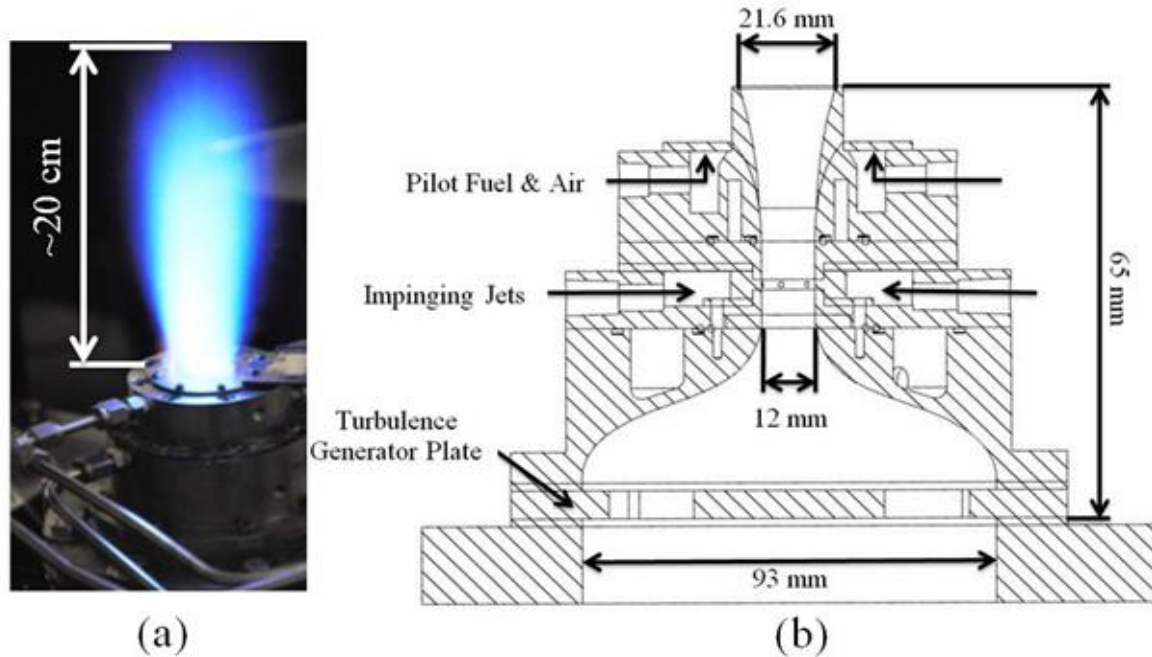 21.6 mm
~20 cm
Pilot Fuel & Air
65 mm
Impinging Jets
12 mm
Turbulence
Generator Plate
93 mm
(a)
(b)